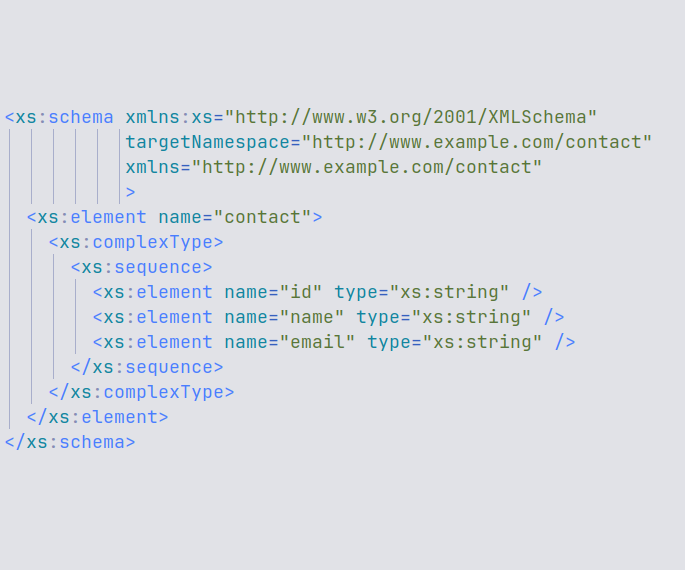 <xs:schema xmlns:xs="http://www.w3.org/2001/XMLSchema"
           targetNamespace="http://www.example.com/contact"
           xmlns="http://www.example.com/contact"
           >
  <xs:element name="contact">
    <xs:complexType>
      <xs:sequence>
        <xs:element name="id" type="xs:string" />
        <xs:element name="name" type="xs:string" />
        <xs:element name="email" type="xs:string" />
      </xs:sequence>
    </xs:complexType>
  </xs:element>
</xs:schema>